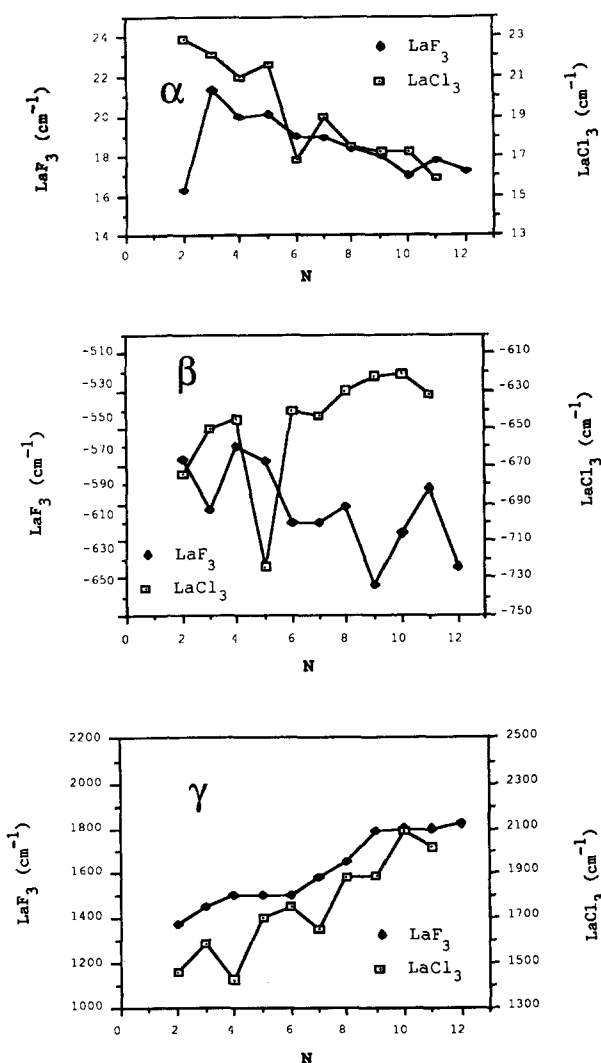 24
22
20
18
16
14
LaF3 (cm-1)
α
LaF3
LaCl3
23
21
19
17
15
13
LaCl3 (cm-1)
0 2 4 6 8 10 12
N
-510
-530
-550
-570
-590
-610
-630
-650
LaF3 (cm-1)
β
LaF3
LaCl3
-610
-630
-650
-670
-690
-710
-730
-750
LaCl3 (cm-1)
0 2 4 6 8 10 12
N
2200
2000
1800
1600
1400
1200
1000
LaF3 (cm-1)
γ
LaF3
LaCl3
2500
2300
2100
1900
1700
1500
1300
LaCl3 (cm-1)
0 2 4 6 8 10 12
N